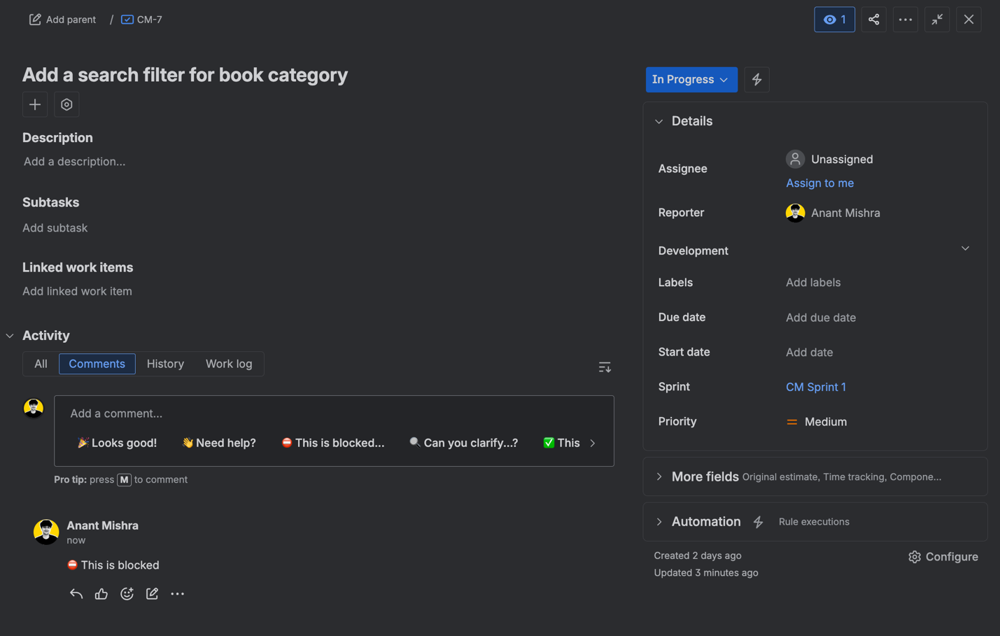 Add parent / CM-7
1
Add a search filter for book category
Description
Add a description...
Subtasks
Add subtask
Linked work items
Add linked work item
Activity
All Comments History Work log
Add a comment...
Looks good! Need help? This is blocked... Can you clarify...? This
Pro tip: press M to comment
Anant Mishra
now
This is blocked
In Progress
Details
Assignee
Unassigned
Assign to me
Reporter Anant Mishra
Development
Labels Add labels
Due date Add due date
Start date Add date
Sprint CM Sprint 1
Priority Medium
More fields Original estimate, Time tracking, Compone...
Automation Rule executions
Created 2 days ago
Updated 3 minutes ago
Configure